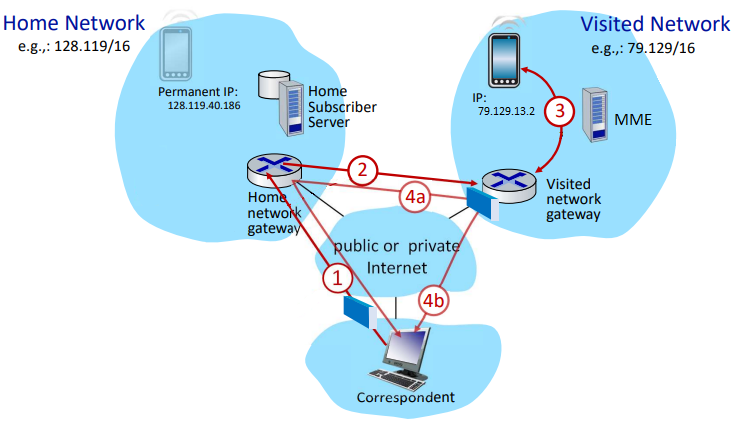 Home Network
e.g.,: 128.119/16
Visited Network
e.g.,: 79.129/16
Permanent IP:
128.119.40.186
Home
Subscriber
Server
IP:
79.129.13.2
3
MME
2
4a
Home
network
gateway
Visited
network
gateway
public or private
Internet
1
4b
Correspondent